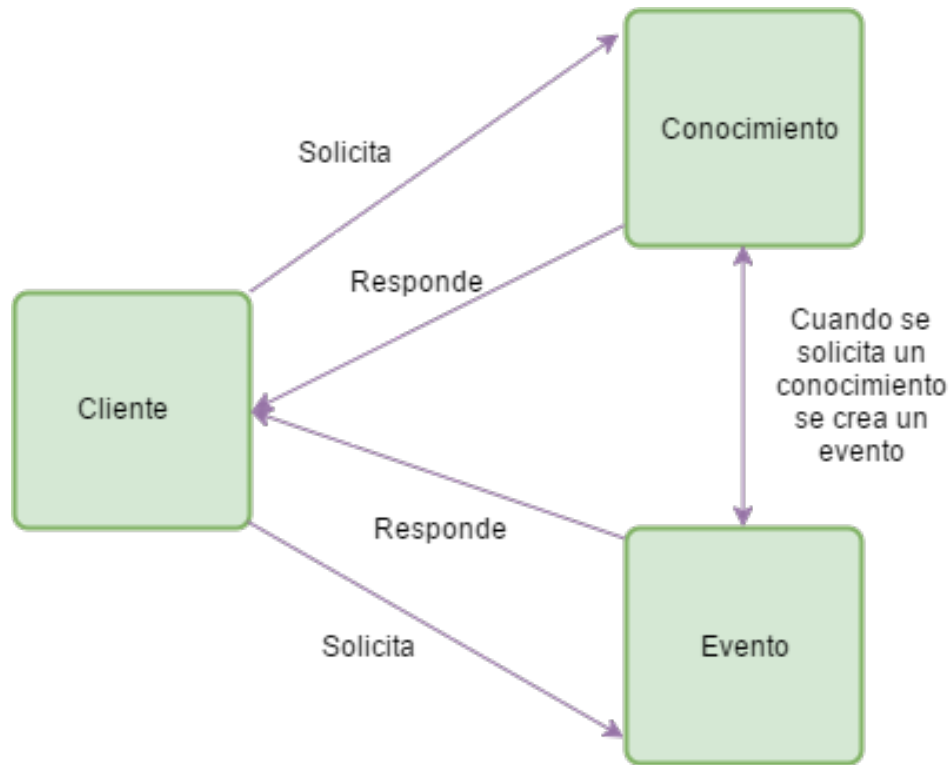 Conocimiento
Solicita
Responde
Cuando se
solicita un
conocimiento
se crea un
evento
Cliente
Responde
Solicita
Evento